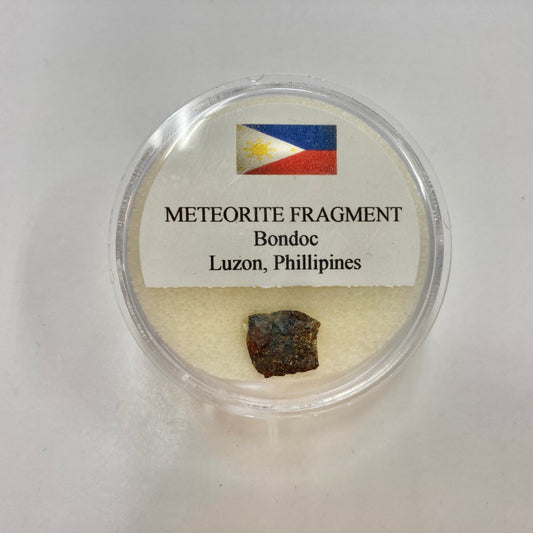 METEORITE FRAGMENT
Bondoc
Luzon, Phillipines